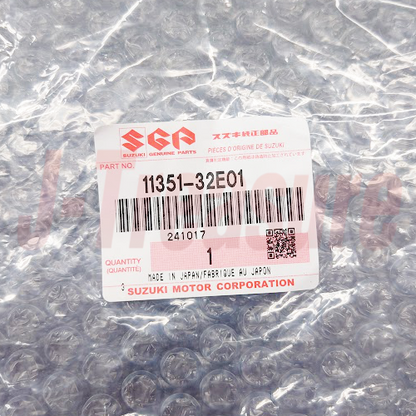 SGP
SUZUKI GENUINE PARTS
スズキ純正部品
PIÈCES D'ORIGINE DE SUZUKI
PART NO.
11351-32E01
241017
QUANTITY
(QUANTITÉ)
1
3
MADE IN JAPAN/FABRIQUE AU JAPON
SUZUKI MOTOR CORPORATION